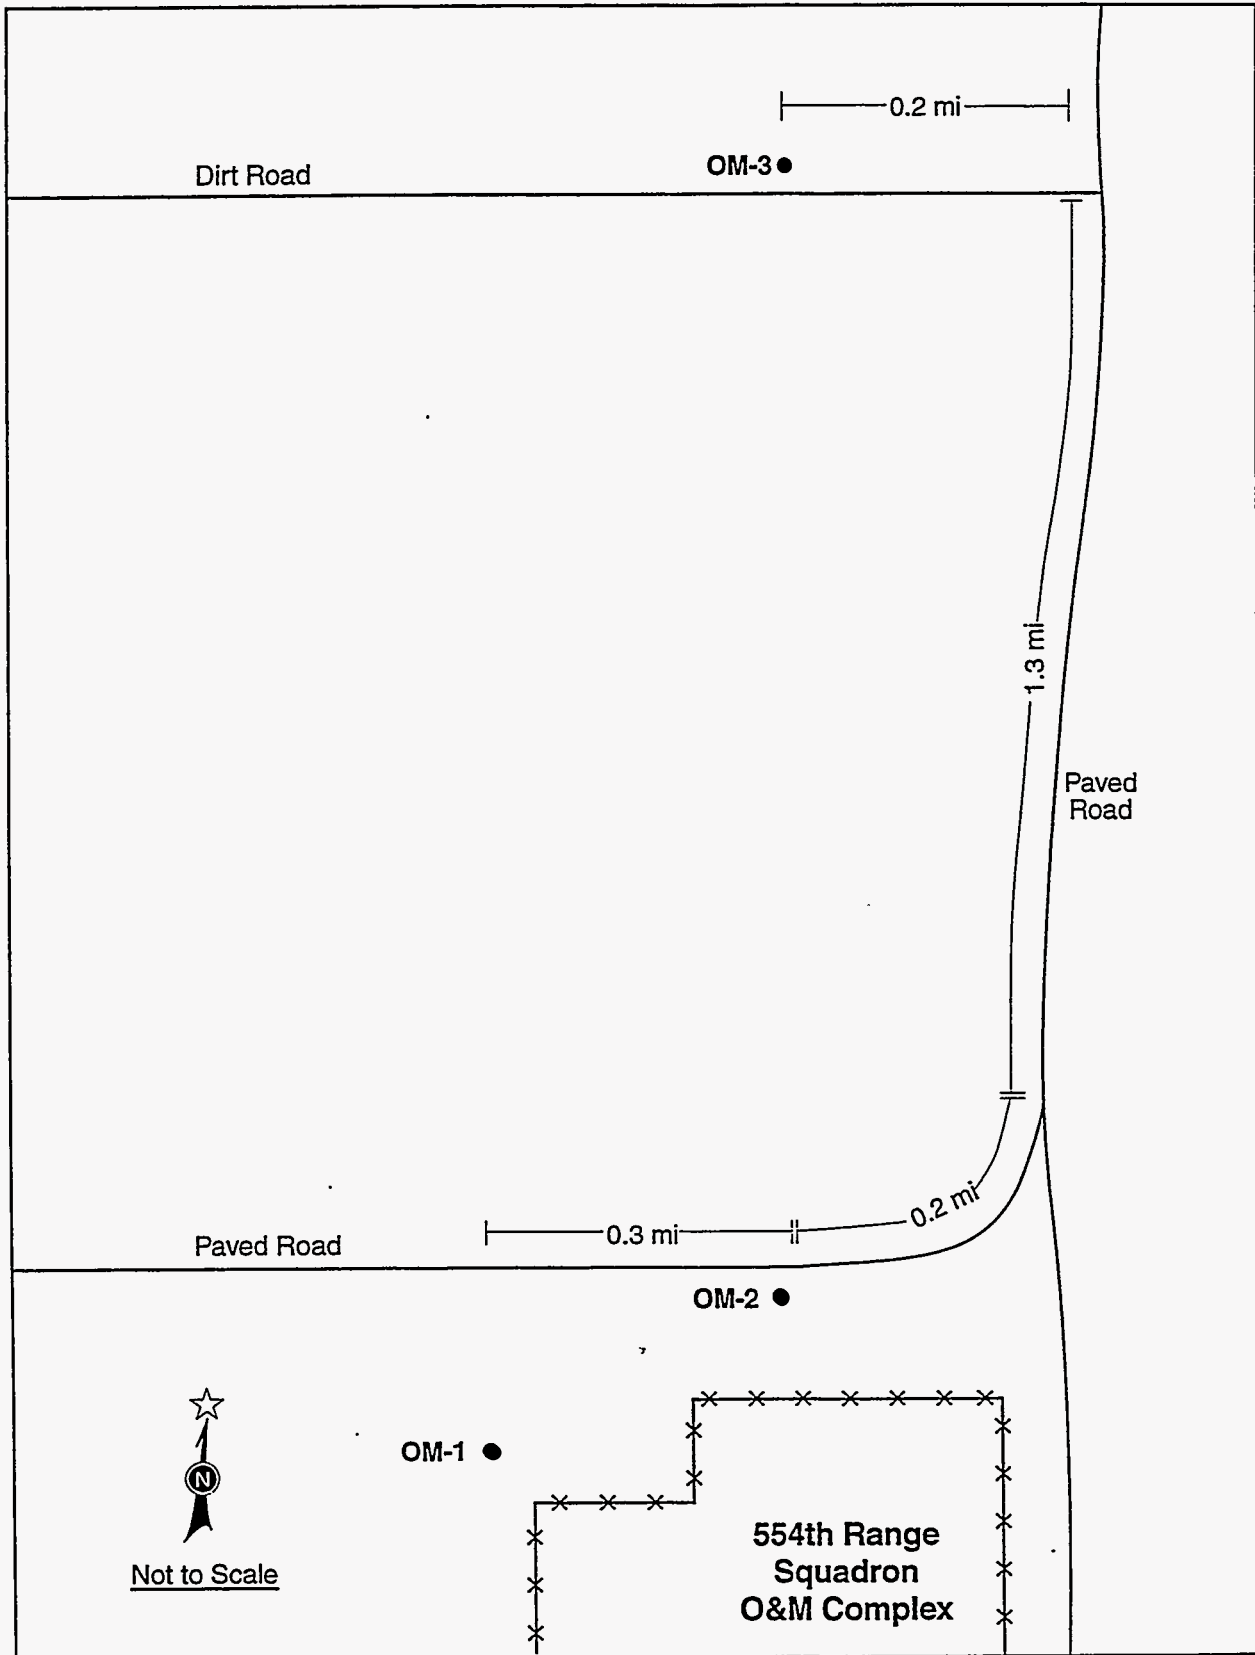 0.2 mi
OM-3
Dirt Road
1.3 mi
Paved
Road
0.2 mi
0.3 mi
Paved Road
OM-2
OM-1
N
554th Range
Squadron
O&M Complex
Not to Scale